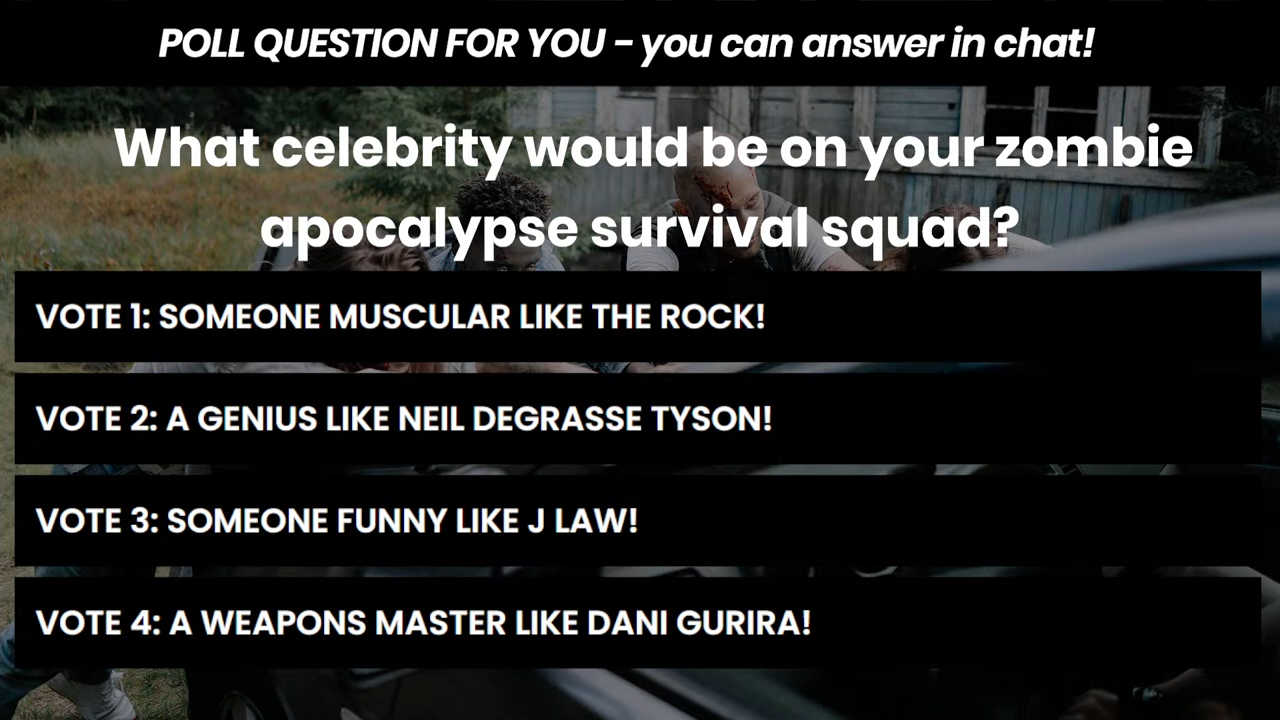 POLL QUESTION FOR YOU - you can answer in chat!
What celebrity would be on your zombie
apocalypse survival squad?
VOTE 1: SOMEONE MUSCULAR LIKE THE ROCK!
VOTE 2: A GENIUS LIKE NEIL DEGRASSE TYSON!
VOTE 3: SOMEONE FUNNY LIKE J LAW!
VOTE 4: A WEAPONS MASTER LIKE DANI GURIRA!